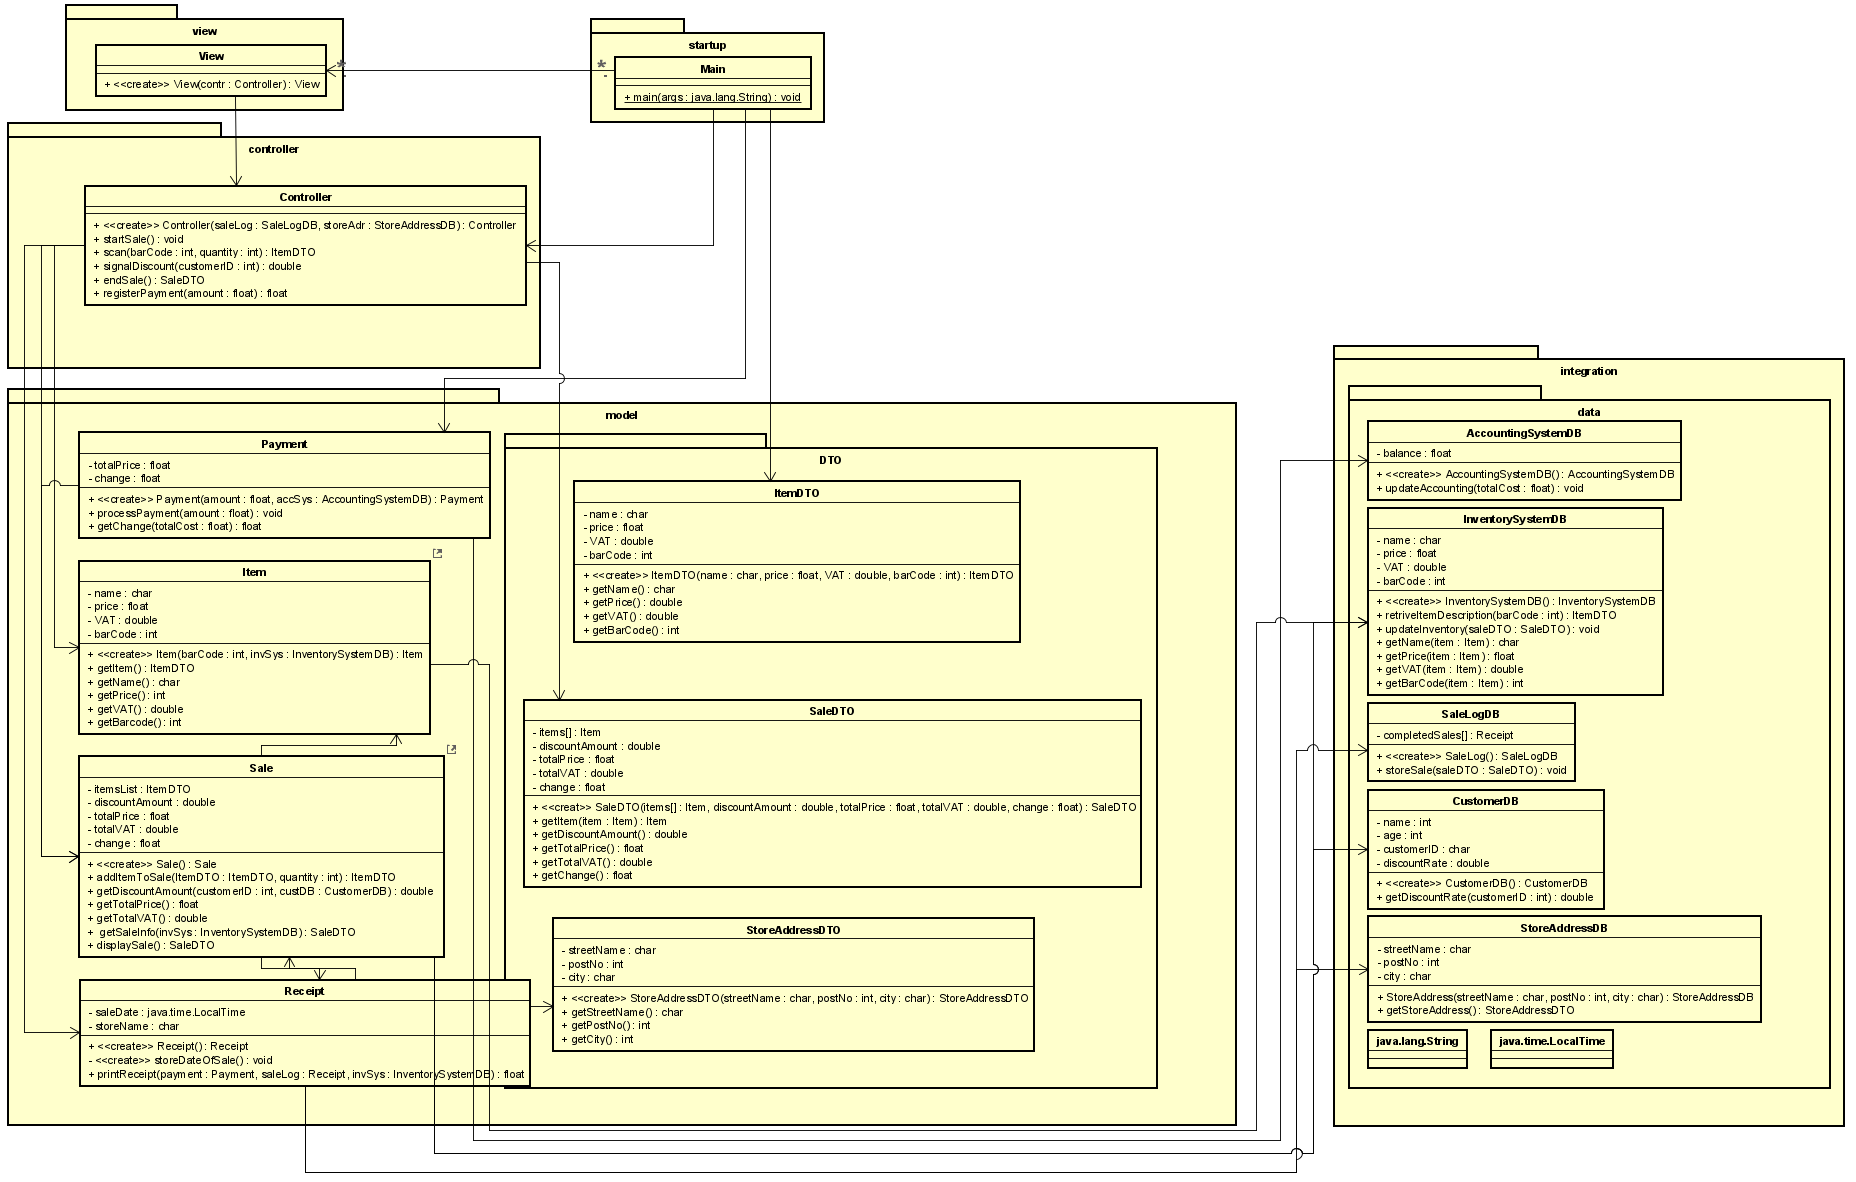 view
View
+ <<create>> View(contr : Controller) : View
startup
Main
+ main(args : java.lang.String) : void
*
*
controller
Controller
+ <<create>> Controller(saleLog : SaleLogDB, storeAdr : StoreAddressDB) : Controller
+ startSale() : void
+ scan(barCode : int, quantity : int) : ItemDTO
+ signalDiscount(customerID : int) : double
+ endSale() : SaleDTO
+ registerPayment(amount : float) : float
model
Payment
- totalPrice : float
- change : float
+ <<create>> Payment(amount : float, accSys : AccountingSystemDB) : Payment
+ processPayment(amount : float) : void
+ getChange(totalCost : float) : float
Item
- name : char
- price : float
- VAT : double
- barCode : int
+ <<create>> Item(barCode : int, invSys : InventorySystemDB) : Item
+ getItem() : ItemDTO
+ getName() : char
+ getPrice() : int
+ getVAT() : double
+ getBarcode() : int
Sale
- itemsList : ItemDTO
- discountAmount : double
- totalPrice : float
- totalVAT : double
- change : float
+ <<create>> Sale() : Sale
+ addItemToSale(ItemDTO : ItemDTO, quantity : int) : ItemDTO
+ getDiscountAmount(customerID : int, custDB : CustomerDB) : double
+ getTotalPrice() : float
+ getTotalVAT() : double
+ getSaleInfo(invSys : InventorySystemDB) : SaleDTO
+ displaySale() : SaleDTO
Receipt
- saleDate : java.time.LocalTime
- storeName : char
+ <<create>> Receipt() : Receipt
- <<create>> storeDateOfSale() : void
+ printReceipt(payment : Payment, saleLog : Receipt, invSys : InventorySystemDB) : float
DTO
ItemDTO
- name : char
- price : float
- VAT : double
- barCode : int
+ <<create>> ItemDTO(name : char, price : float, VAT : double, barCode : int) : ItemDTO
+ getName() : char
+ getPrice() : double
+ getVAT() : double
+ getBarCode() : int
SaleDTO
- items[] : Item
- discountAmount : double
- totalPrice : float
- totalVAT : double
- change : float
+ <<creat>> SaleDTO(items[] : Item, discountAmount : double, totalPrice : float, totalVAT : double, change : float) : SaleDTO
+ getItem(item : Item) : Item
+ getDiscountAmount() : double
+ getTotalPrice() : float
+ getTotalVAT() : double
+ getChange() : float
StoreAddressDTO
- streetName : char
- postNo : int
- city : char
+ <<create>> StoreAddressDTO(streetName : char, postNo : int, city : char) : StoreAddressDTO
+ getStreetName() : char
+ getPostNo() : int
+ getCity() : int
integration
data
AccountingSystemDB
- balance : float
+ <<create>> AccountingSystemDB() : AccountingSystemDB
+ updateAccounting(totalCost : float) : void
InventorySystemDB
- name : char
- price : float
- VAT : double
- barCode : int
+ <<create>> InventorySystemDB() : InventorySystemDB
+ retriveItemDescription(barCode : int) : ItemDTO
+ updateInventory(saleDTO : SaleDTO) : void
+ getName(item : Item) : char
+ getPrice(item : Item) : float
+ getVAT(item : Item) : double
+ getBarCode(item : Item) : int
SaleLogDB
- completedSales[] : Receipt
+ <<create>> SaleLog() : SaleLogDB
+ storeSale(saleDTO : SaleDTO) : void
CustomerDB
- name : int
- age : int
- customerID : char
- discountRate : double
+ <<create>> CustomerDB() : CustomerDB
+ getDiscountRate(customerID : int) : double
StoreAddressDB
- streetName : char
- postNo : int
- city : char
+ StoreAddress(streetName : char, postNo : int, city : char) : StoreAddressDB
+ getStoreAddress() : StoreAddressDTO
java.lang.String
java.time.LocalTime